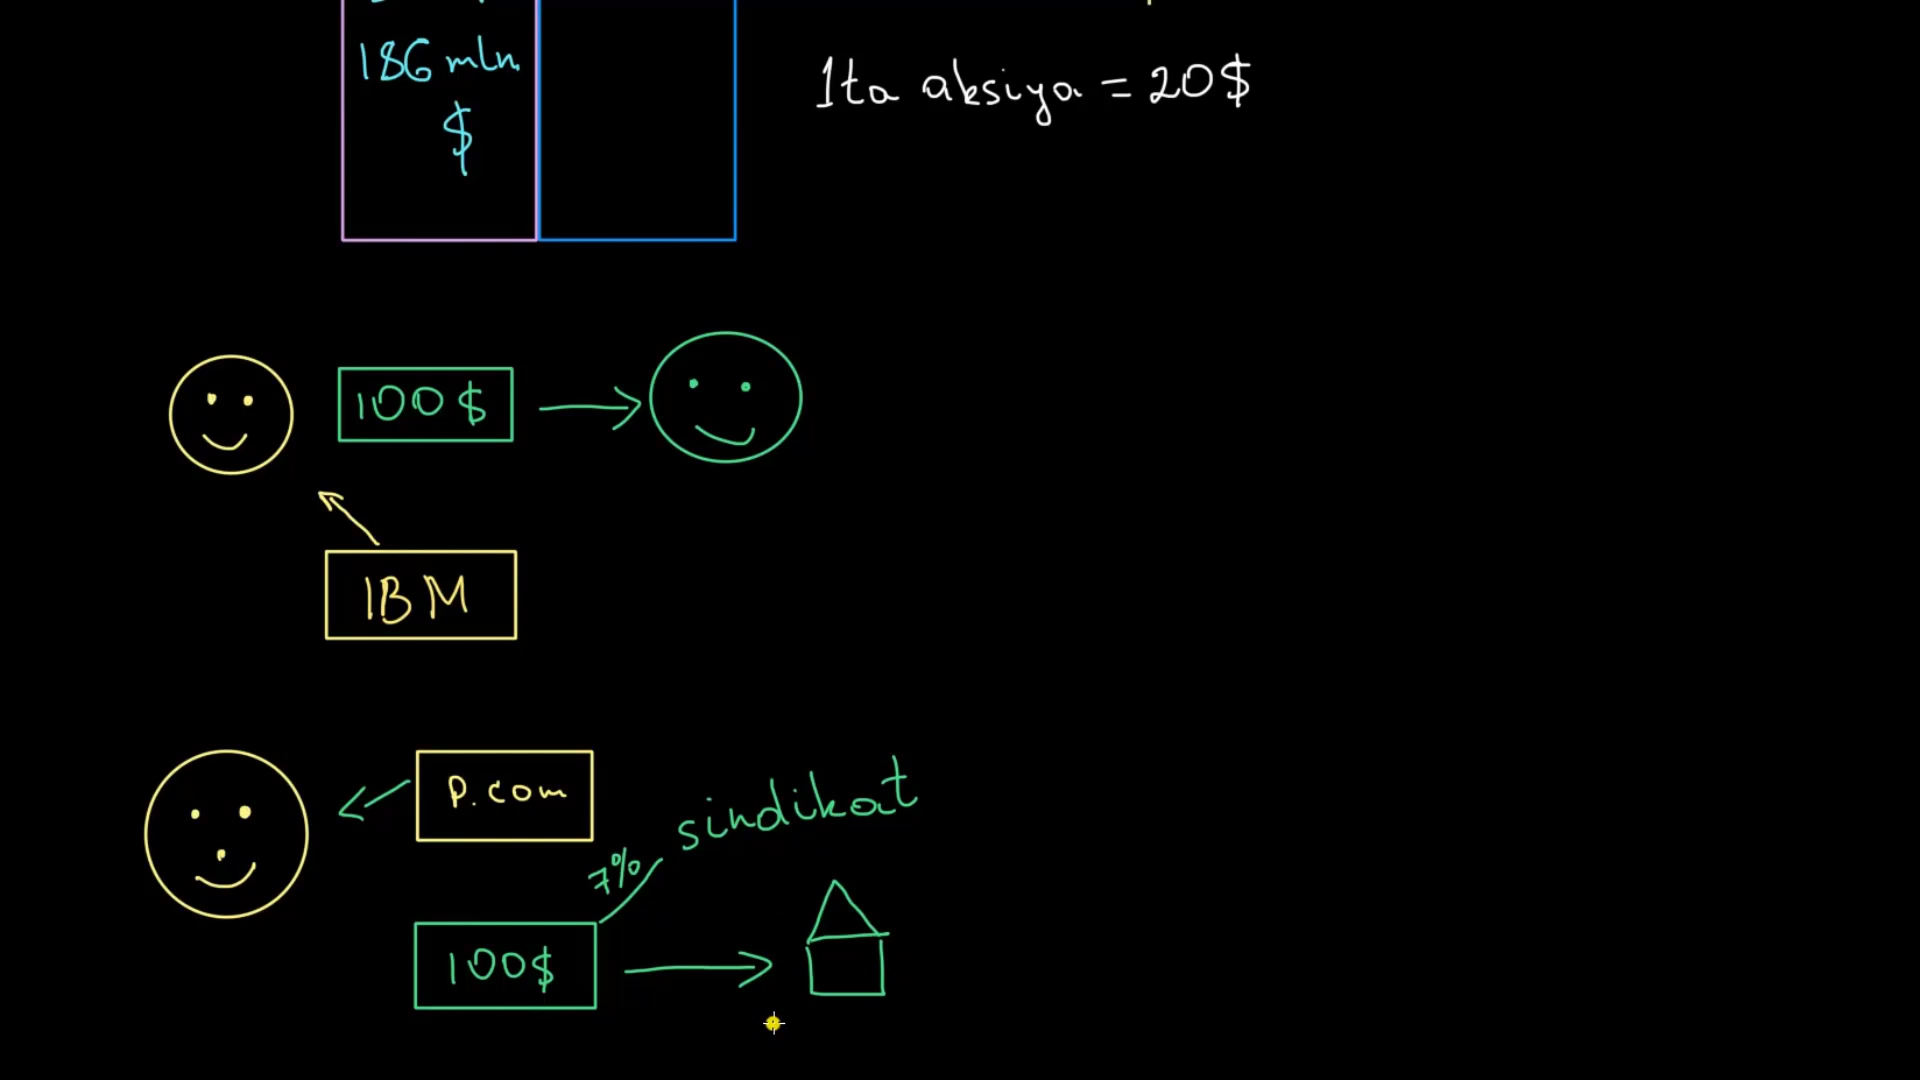 186 mln.
$
1ta aksiya = 20$
100$
IBM
P.com
sindikat
7%
100$